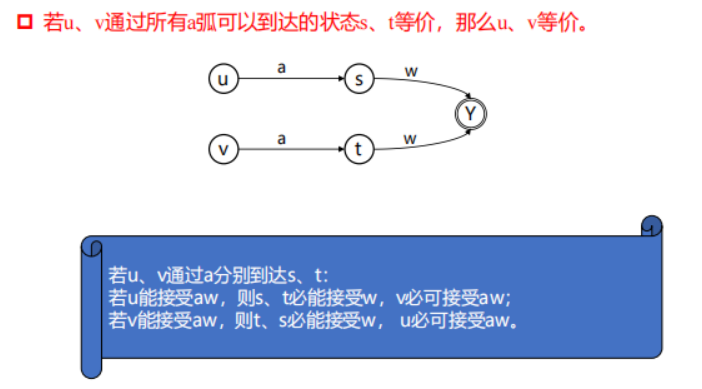 若u、v通过所有a弧可以到达的状态s、t等价，那么u、v等价。
u a s w
Y
v a t w
若u、v通过a分别到达s、t：
若u能接受aw，则s、t必能接受w，v必可接受aw；
若v能接受aw，则t、s必能接受w， u必可接受aw。